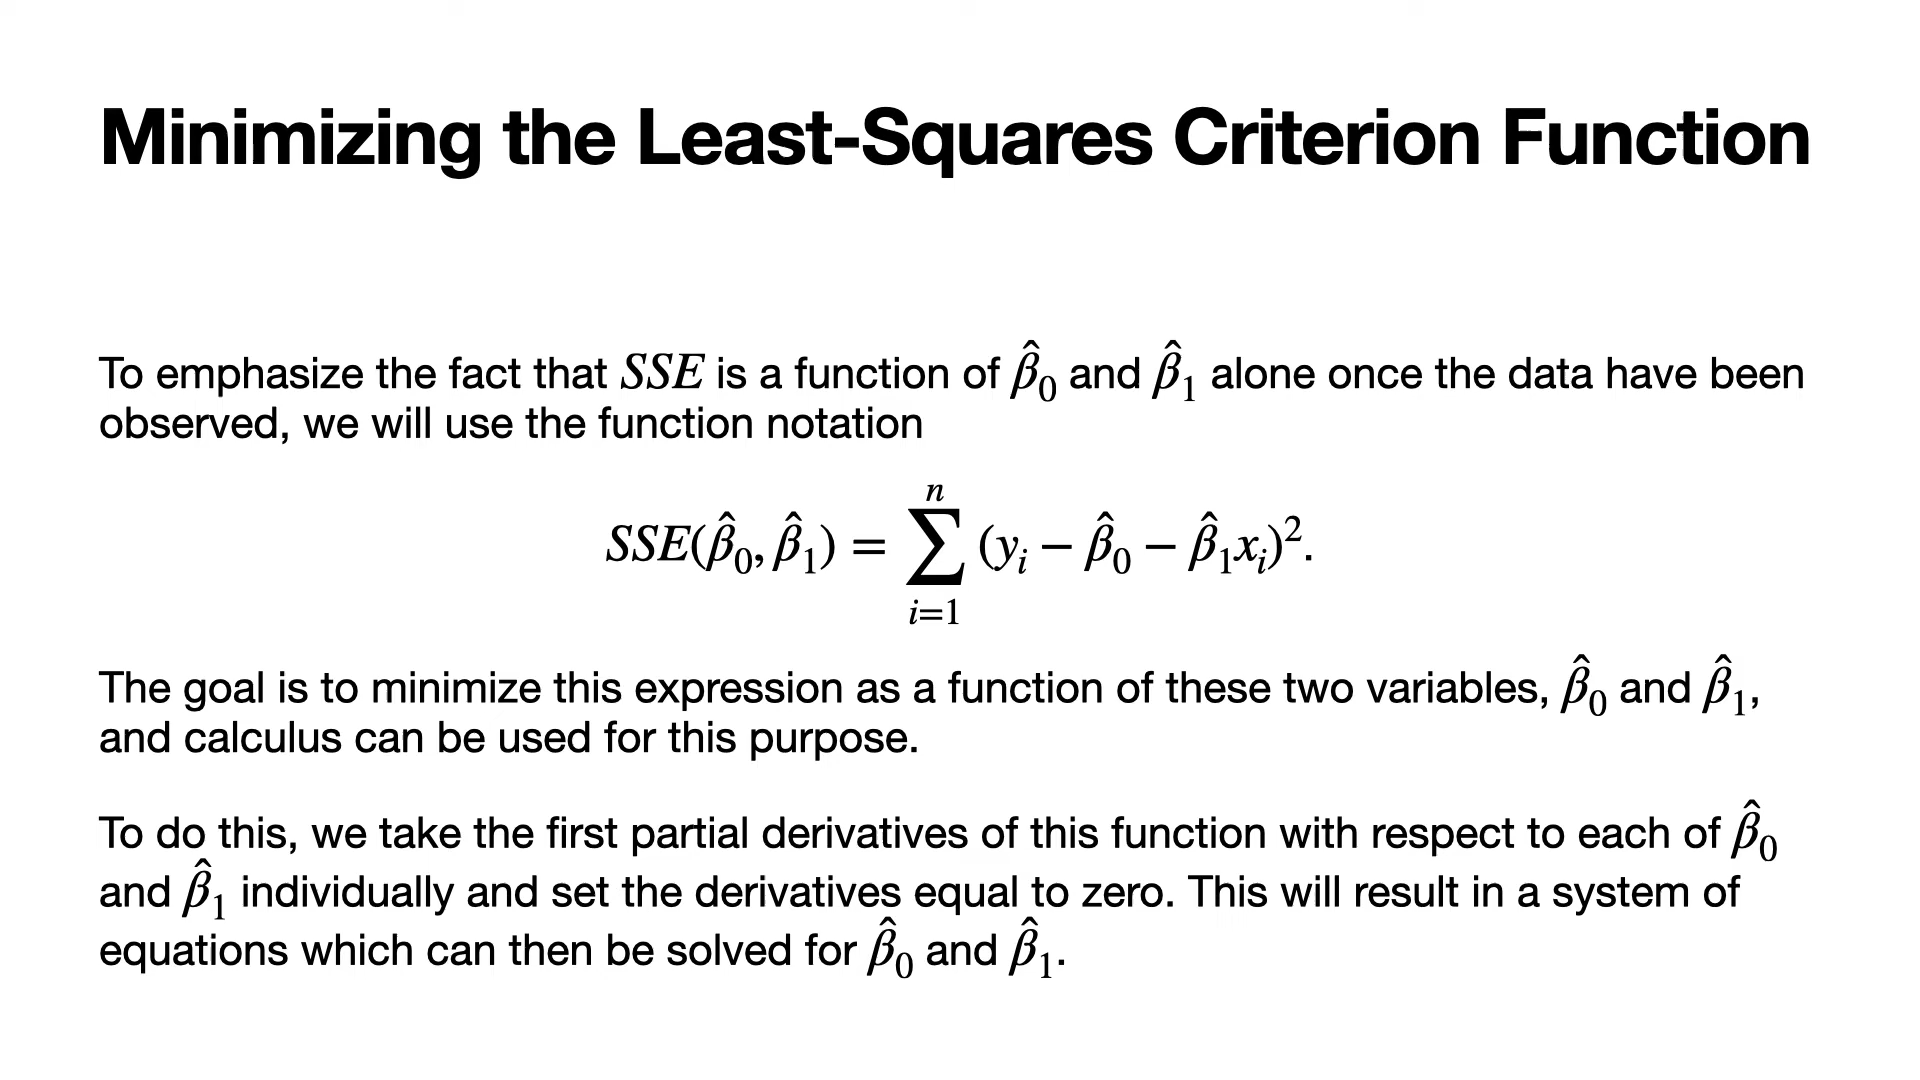 Minimizing the Least-Squares Criterion Function
To emphasize the fact that SSE is a function of β̂₀ and β̂₁ alone once the data have been
observed, we will use the function notation
SSE(β̂₀, β̂₁) = ∑ᵢ₌₁ⁿ (yᵢ − β̂₀ − β̂₁xᵢ)².
The goal is to minimize this expression as a function of these two variables, β̂₀ and β̂₁,
and calculus can be used for this purpose.
To do this, we take the first partial derivatives of this function with respect to each of β̂₀
and β̂₁ individually and set the derivatives equal to zero. This will result in a system of
equations which can then be solved for β̂₀ and β̂₁.